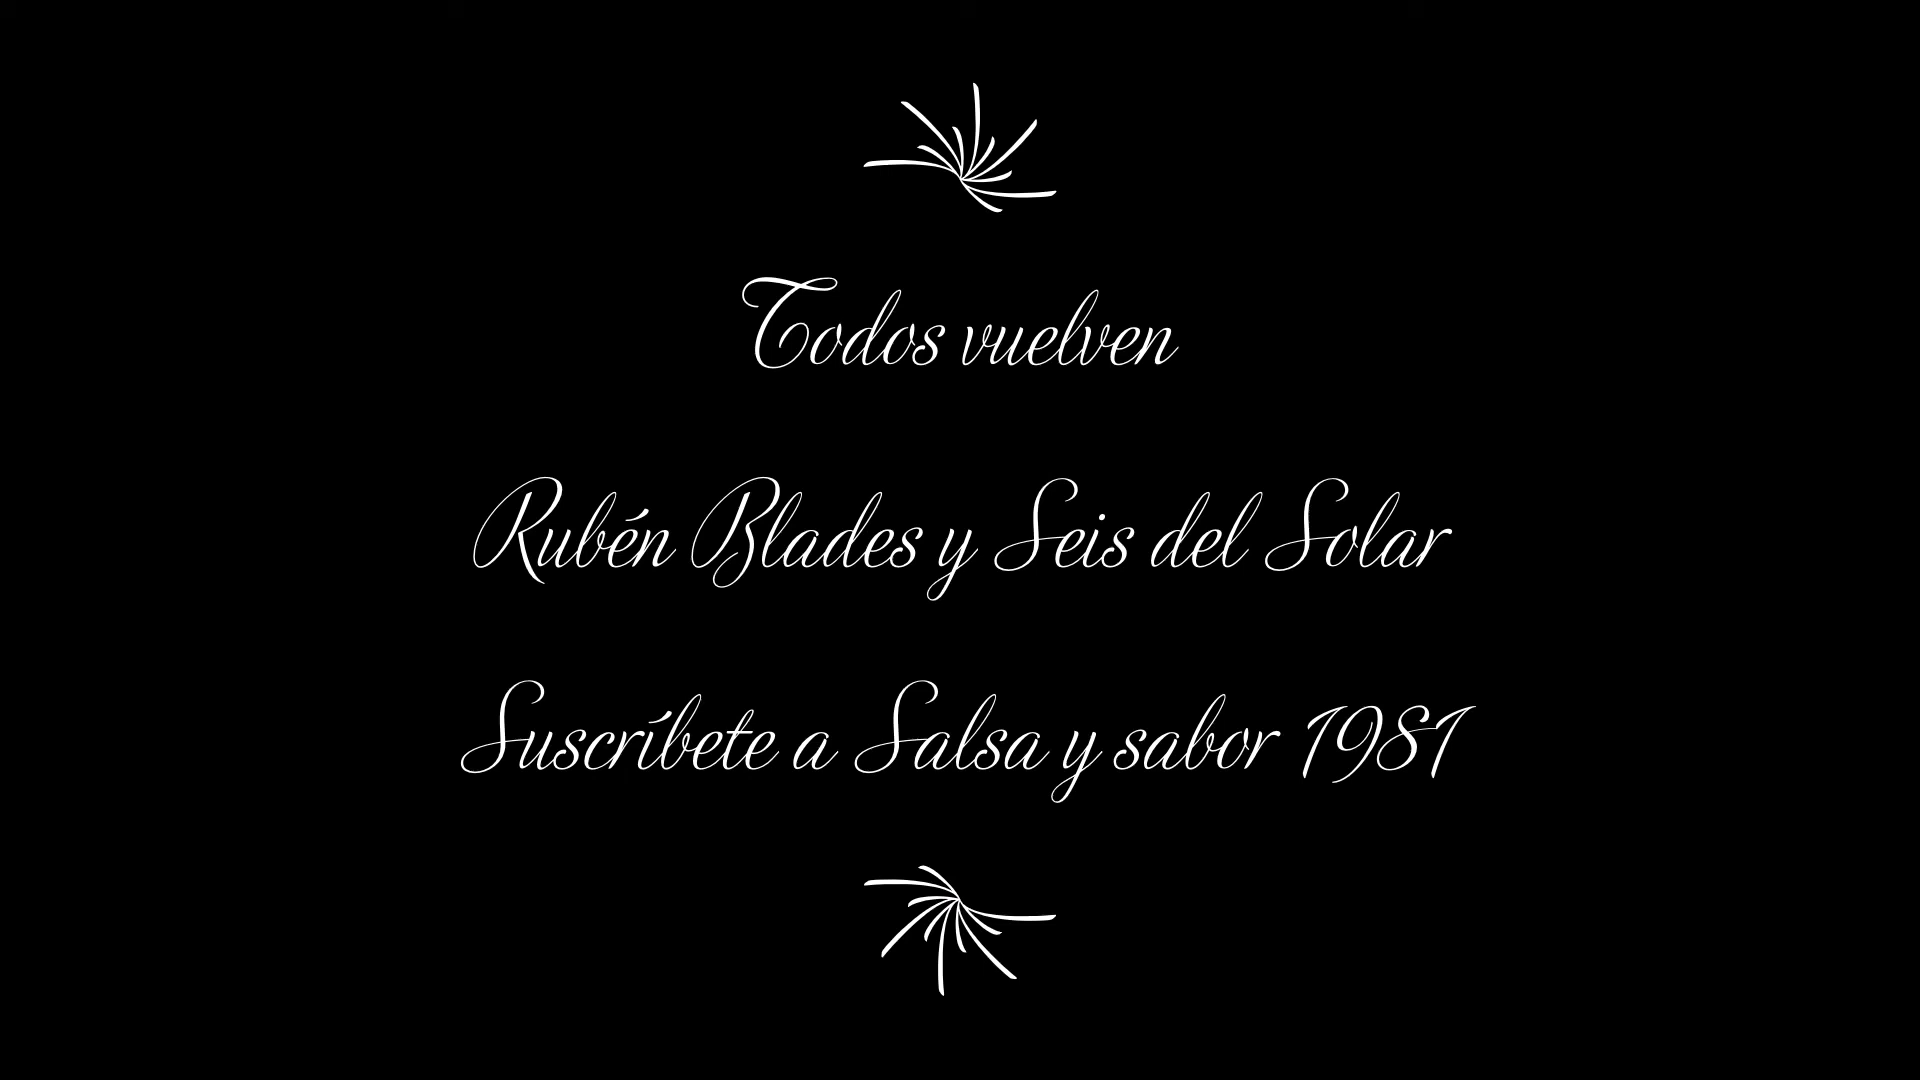 Todos vuelven
Rubén Blades y Seis del Solar
Suscríbete a Salsa y sabor 1981